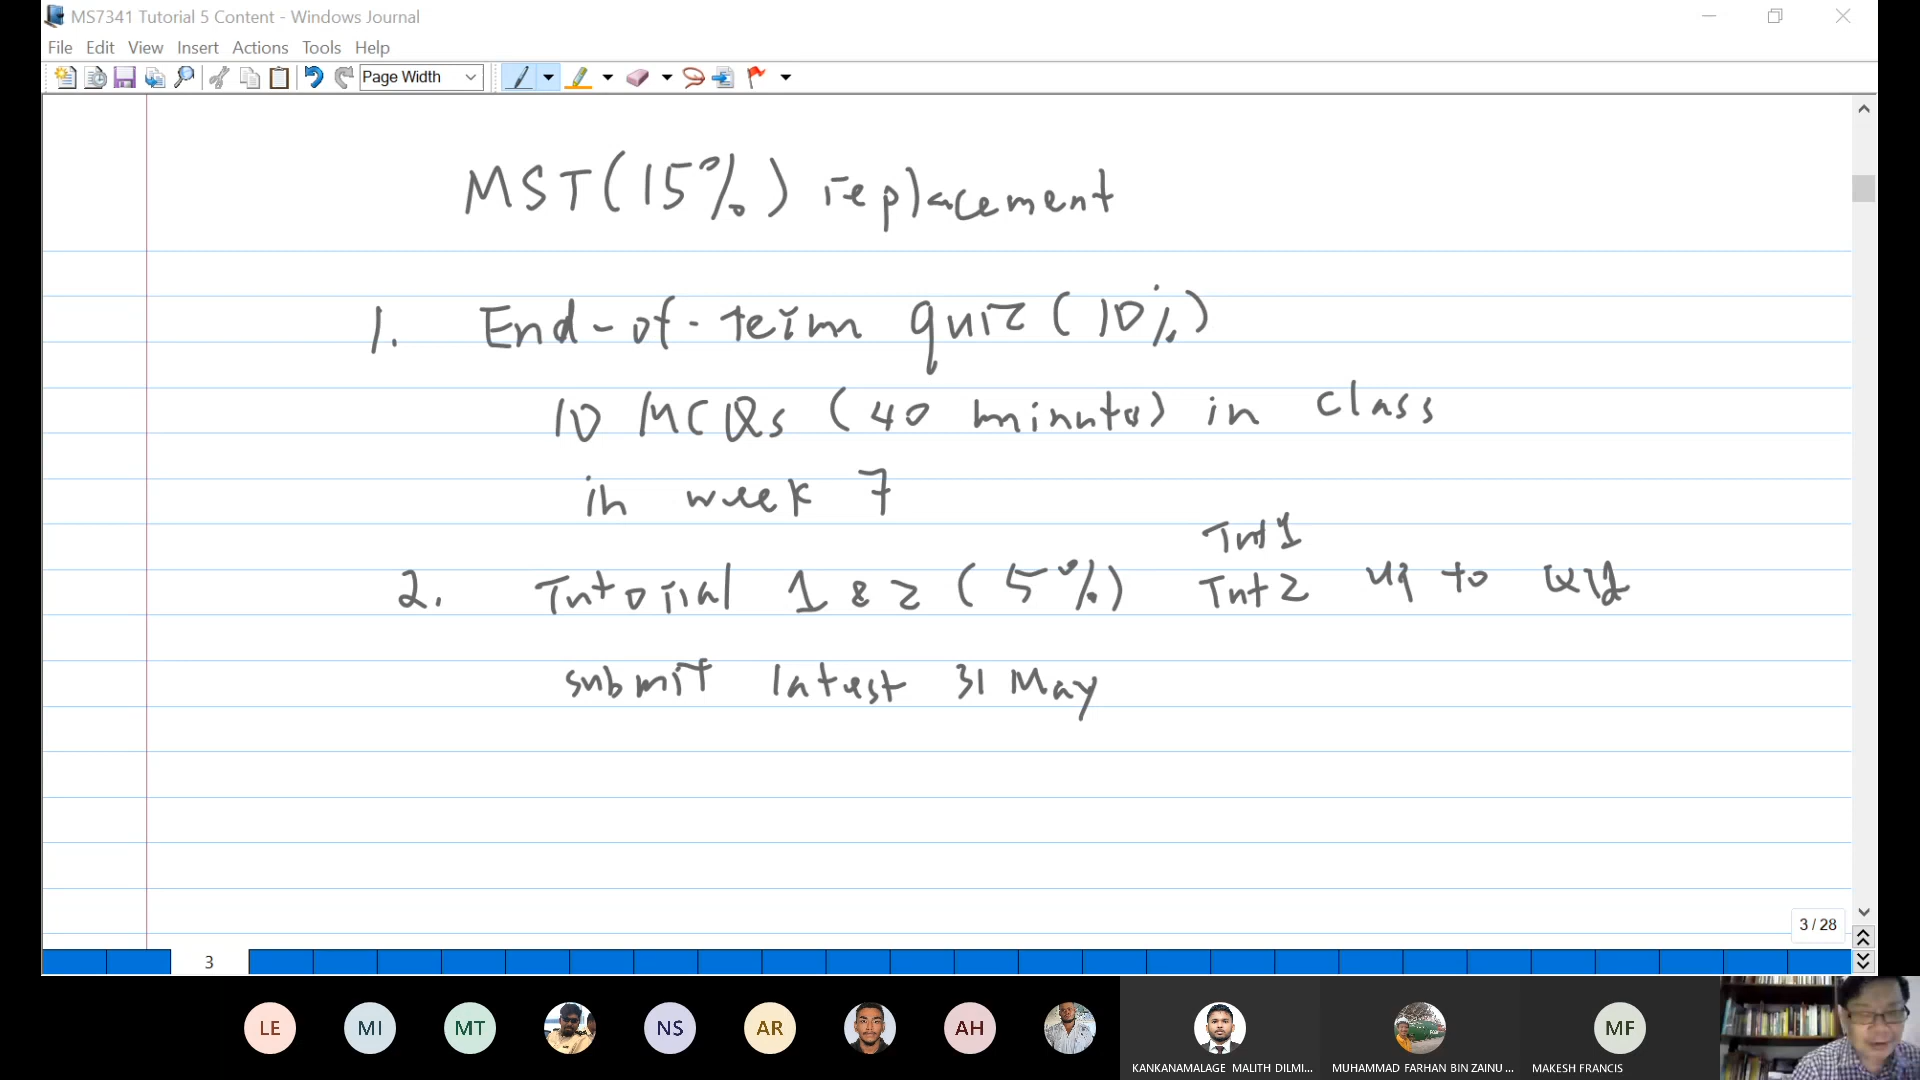 MS7341 Tutorial 5 Content - Windows Journal
File Edit View Insert Actions Tools Help
Page Width
MST (15%) replacement
1. End-of-term quiz (10%)
10 MCQs (40 minutes) in class
in week 7
Tut 1
2. Tutorial 1 & 2 (5%) Tut 2 up to
submit latest 31 May
3 / 28
3
LE MI MT NS AR AH MF
KANKANAMALAGE MALITH DILMI... MUHAMMAD FARHAN BIN ZAINU... MAKESH FRANCIS